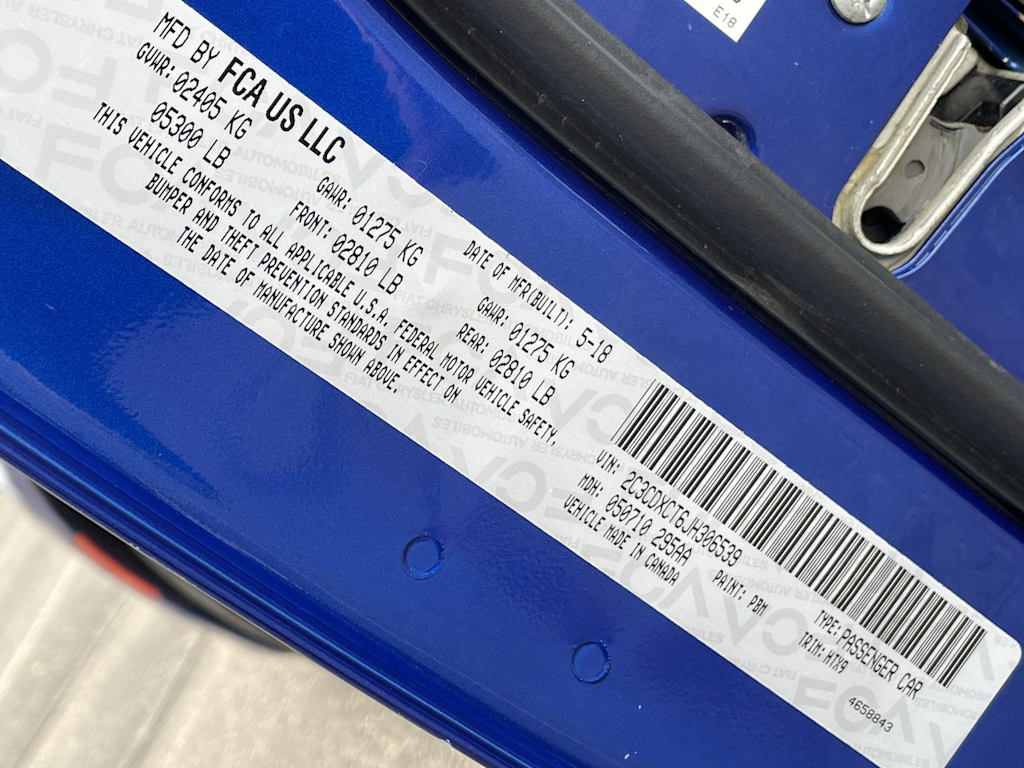 E18
MFD BY FCA US LLC
DATE OF MFR(BUILT): 5-18
GVWR: 02405 KG
05300 LB
GAWR: 01275 KG
FRONT: 02810 LB
GAWR: 01275 KG
REAR: 02810 LB
THIS VEHICLE CONFORMS TO ALL APPLICABLE U.S.A. FEDERAL MOTOR VEHICLE SAFETY,
BUMPER AND THEFT PREVENTION STANDARDS IN EFFECT ON
THE DATE OF MANUFACTURE SHOWN ABOVE.
VIN: 2C3CDXCT6JH306539
TYPE: PASSENGER CAR
MDH: 050710 295AA
PAINT: PBM
TRIM: HTX9
VEHICLE MADE IN CANADA
4658843